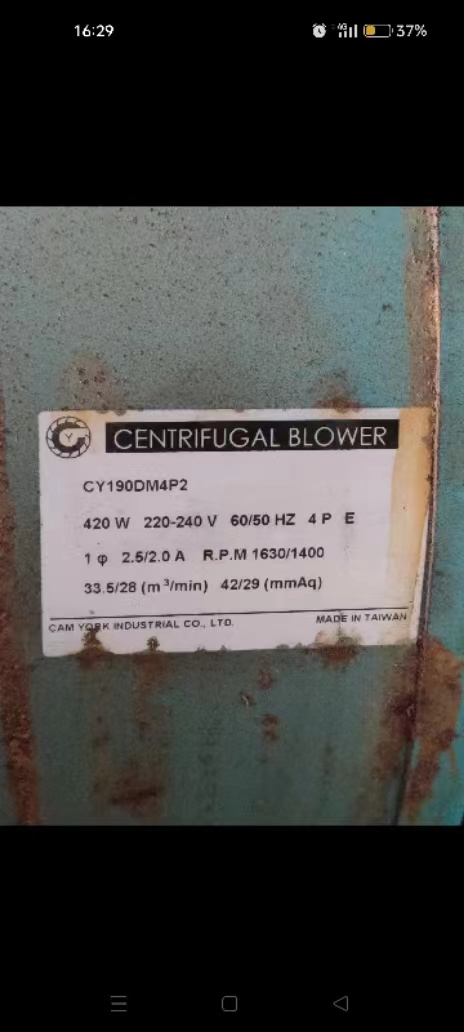 16:29
4G 37%
CENTRIFUGAL BLOWER
CY190DM4P2
420 W 220-240 V 60/50 HZ 4 P E
1 φ 2.5/2.0 A R.P.M 1630/1400
33.5/28 (m³/min) 42/29 (mmAq)
CAM YORK INDUSTRIAL CO., LTD. MADE IN TAIWAN